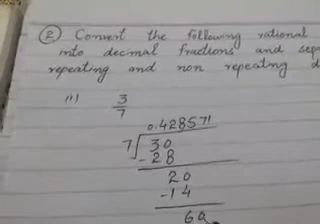 ② Convert the following rational
into decimal fractions and sep
repeating and non repeating d
(i) 3/7
0.428571
7√30
-28
20
-14
60